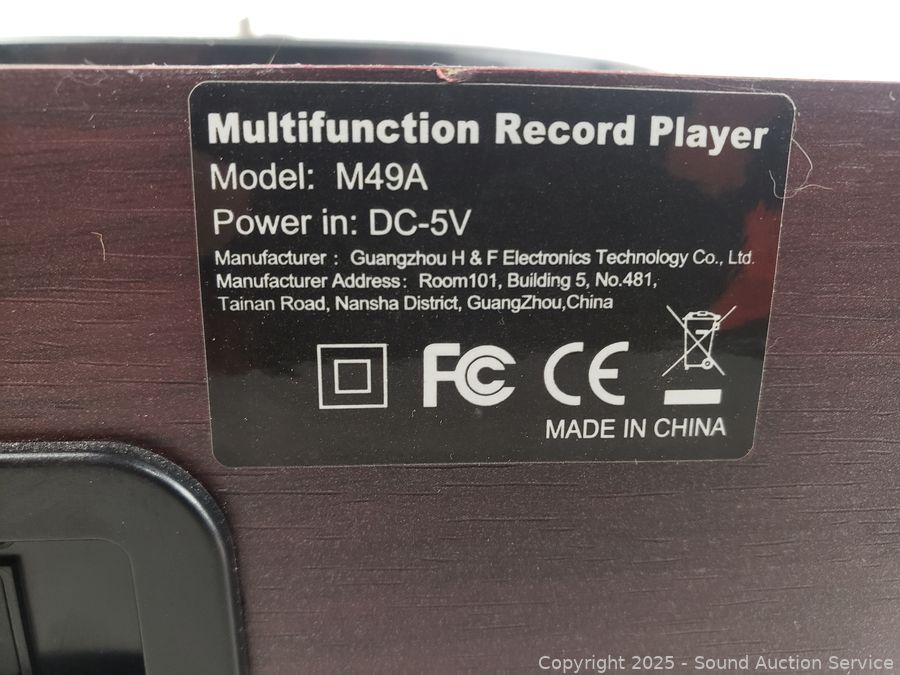 Multifunction Record Player
Model: M49A
Power in: DC-5V
Manufacturer : Guangzhou H & F Electronics Technology Co., Ltd.
Manufacturer Address: Room101, Building 5, No.481,
Tainan Road, Nansha District, GuangZhou,China
FC CE
MADE IN CHINA
Copyright 2025 - Sound Auction Service